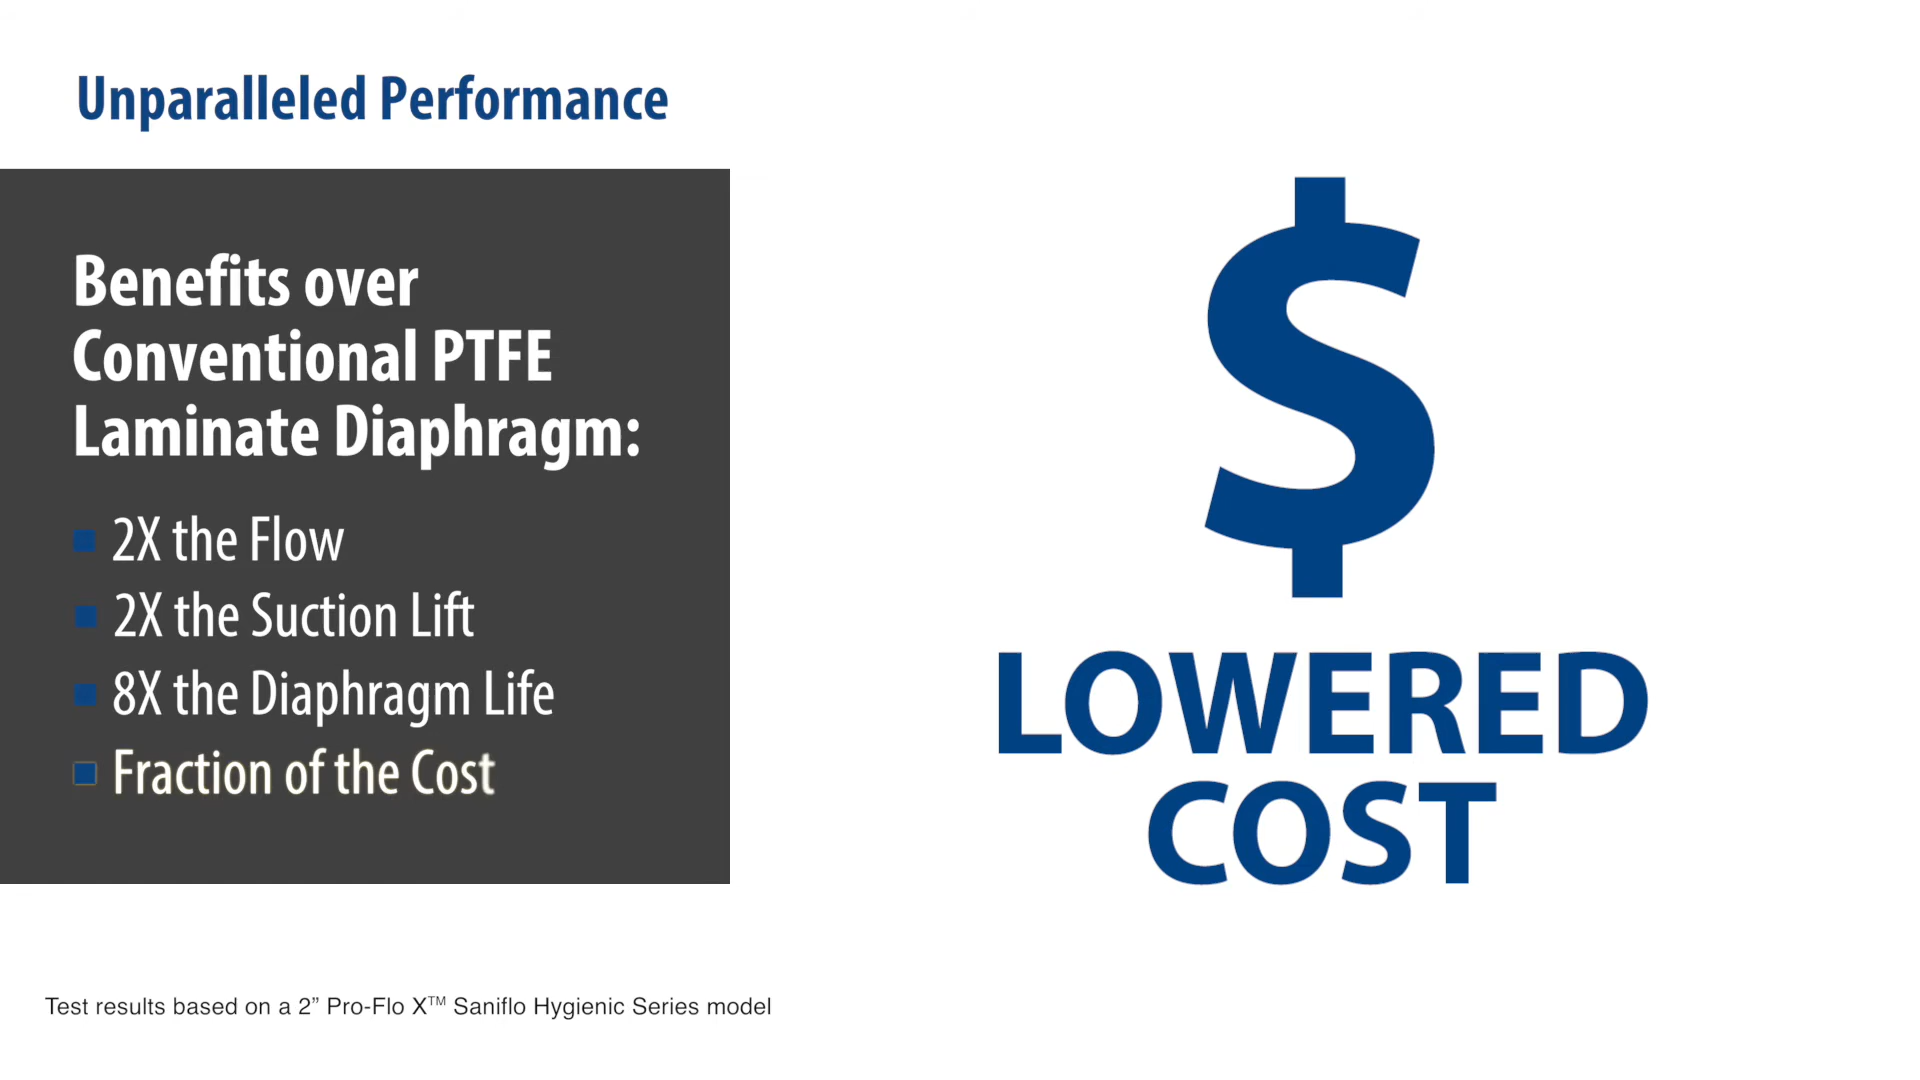 Unparalleled Performance
Benefits over
Conventional PTFE
Laminate Diaphragm:
2X the Flow
2X the Suction Lift
8X the Diaphragm Life
Fraction of the Cost
$
LOWERED
COST
Test results based on a 2” Pro-Flo X™ Saniflo Hygienic Series model